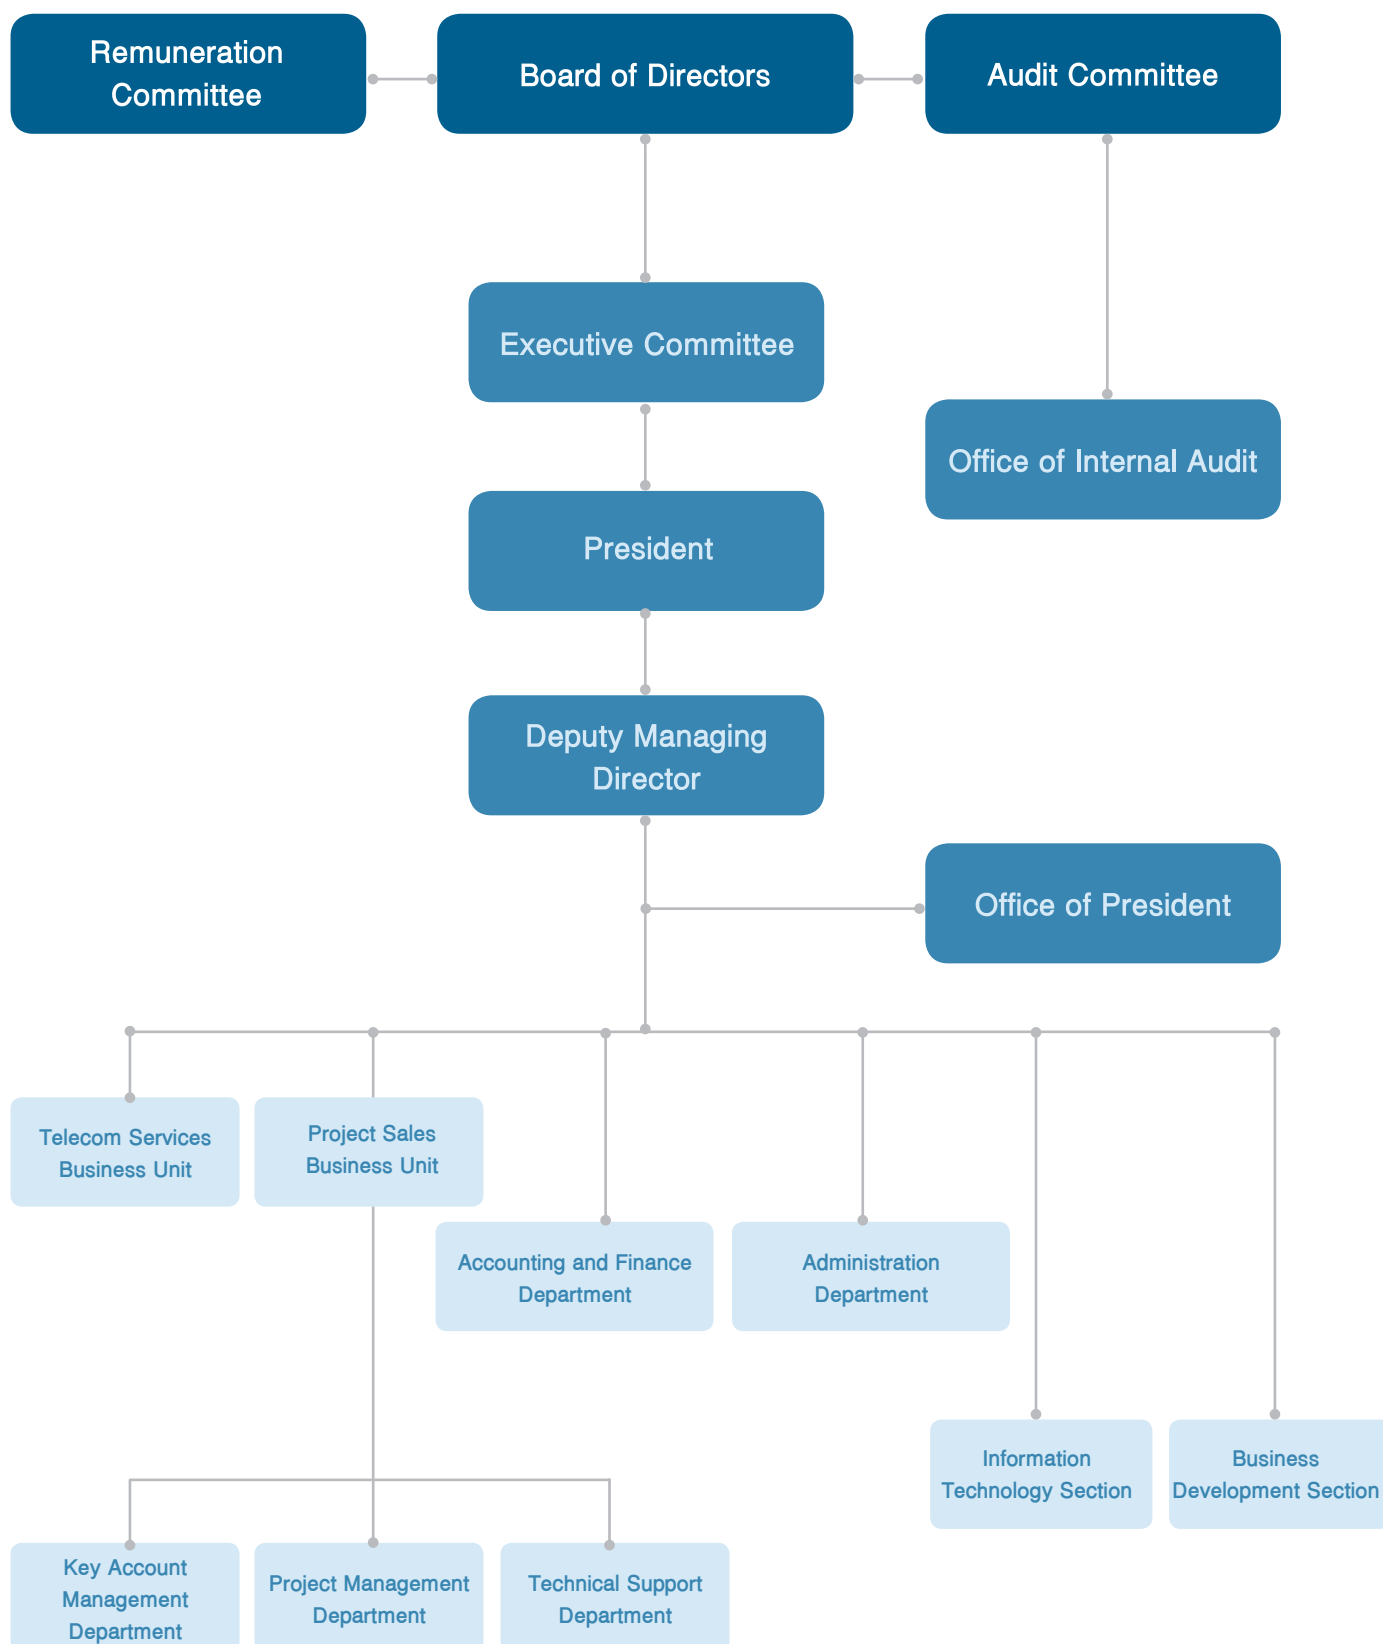 Remuneration
Committee
Board of Directors
Audit Committee
Executive Committee
Office of Internal Audit
President
Deputy Managing
Director
Office of President
Telecom Services
Business Unit
Project Sales
Business Unit
Accounting and Finance
Department
Administration
Department
Information
Technology Section
Business
Development Section
Key Account
Management
Department
Project Management
Department
Technical Support
Department